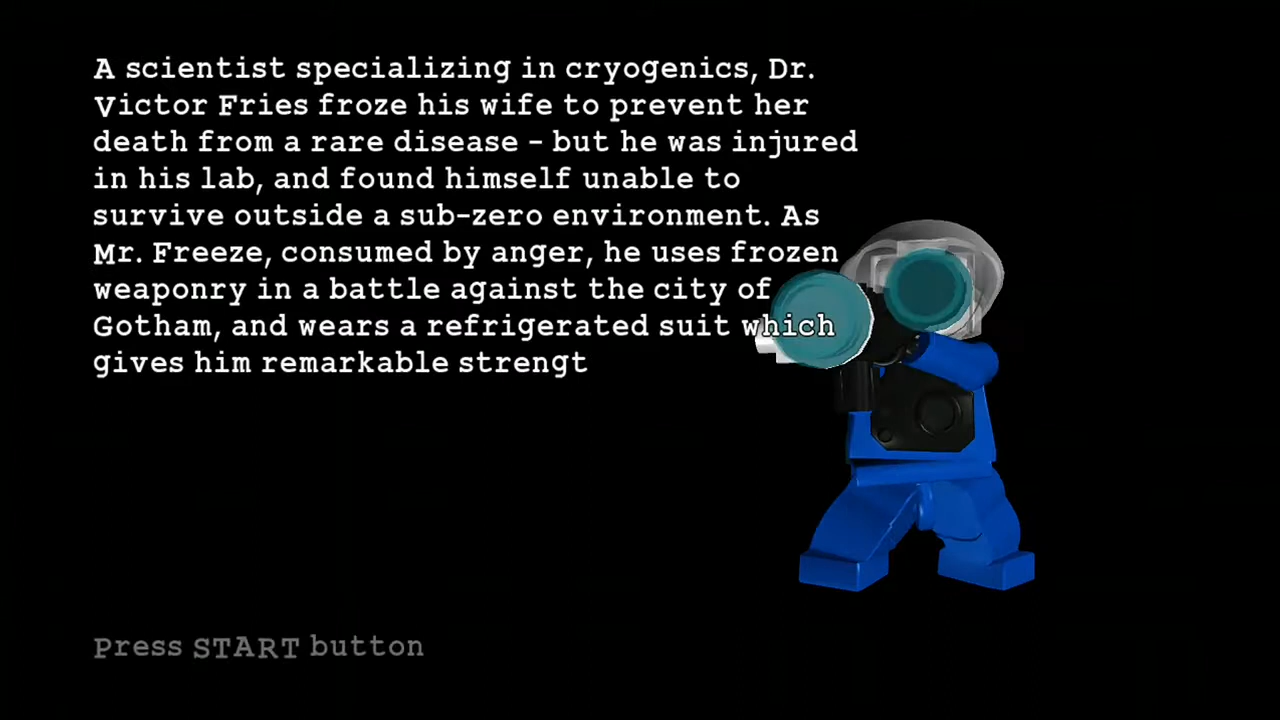 A scientist specializing in cryogenics, Dr.
Victor Fries froze his wife to prevent her
death from a rare disease - but he was injured
in his lab, and found himself unable to
survive outside a sub-zero environment. As
Mr. Freeze, consumed by anger, he uses frozen
weaponry in a battle against the city of
Gotham, and wears a refrigerated suit which
gives him remarkable strengt
Press START button